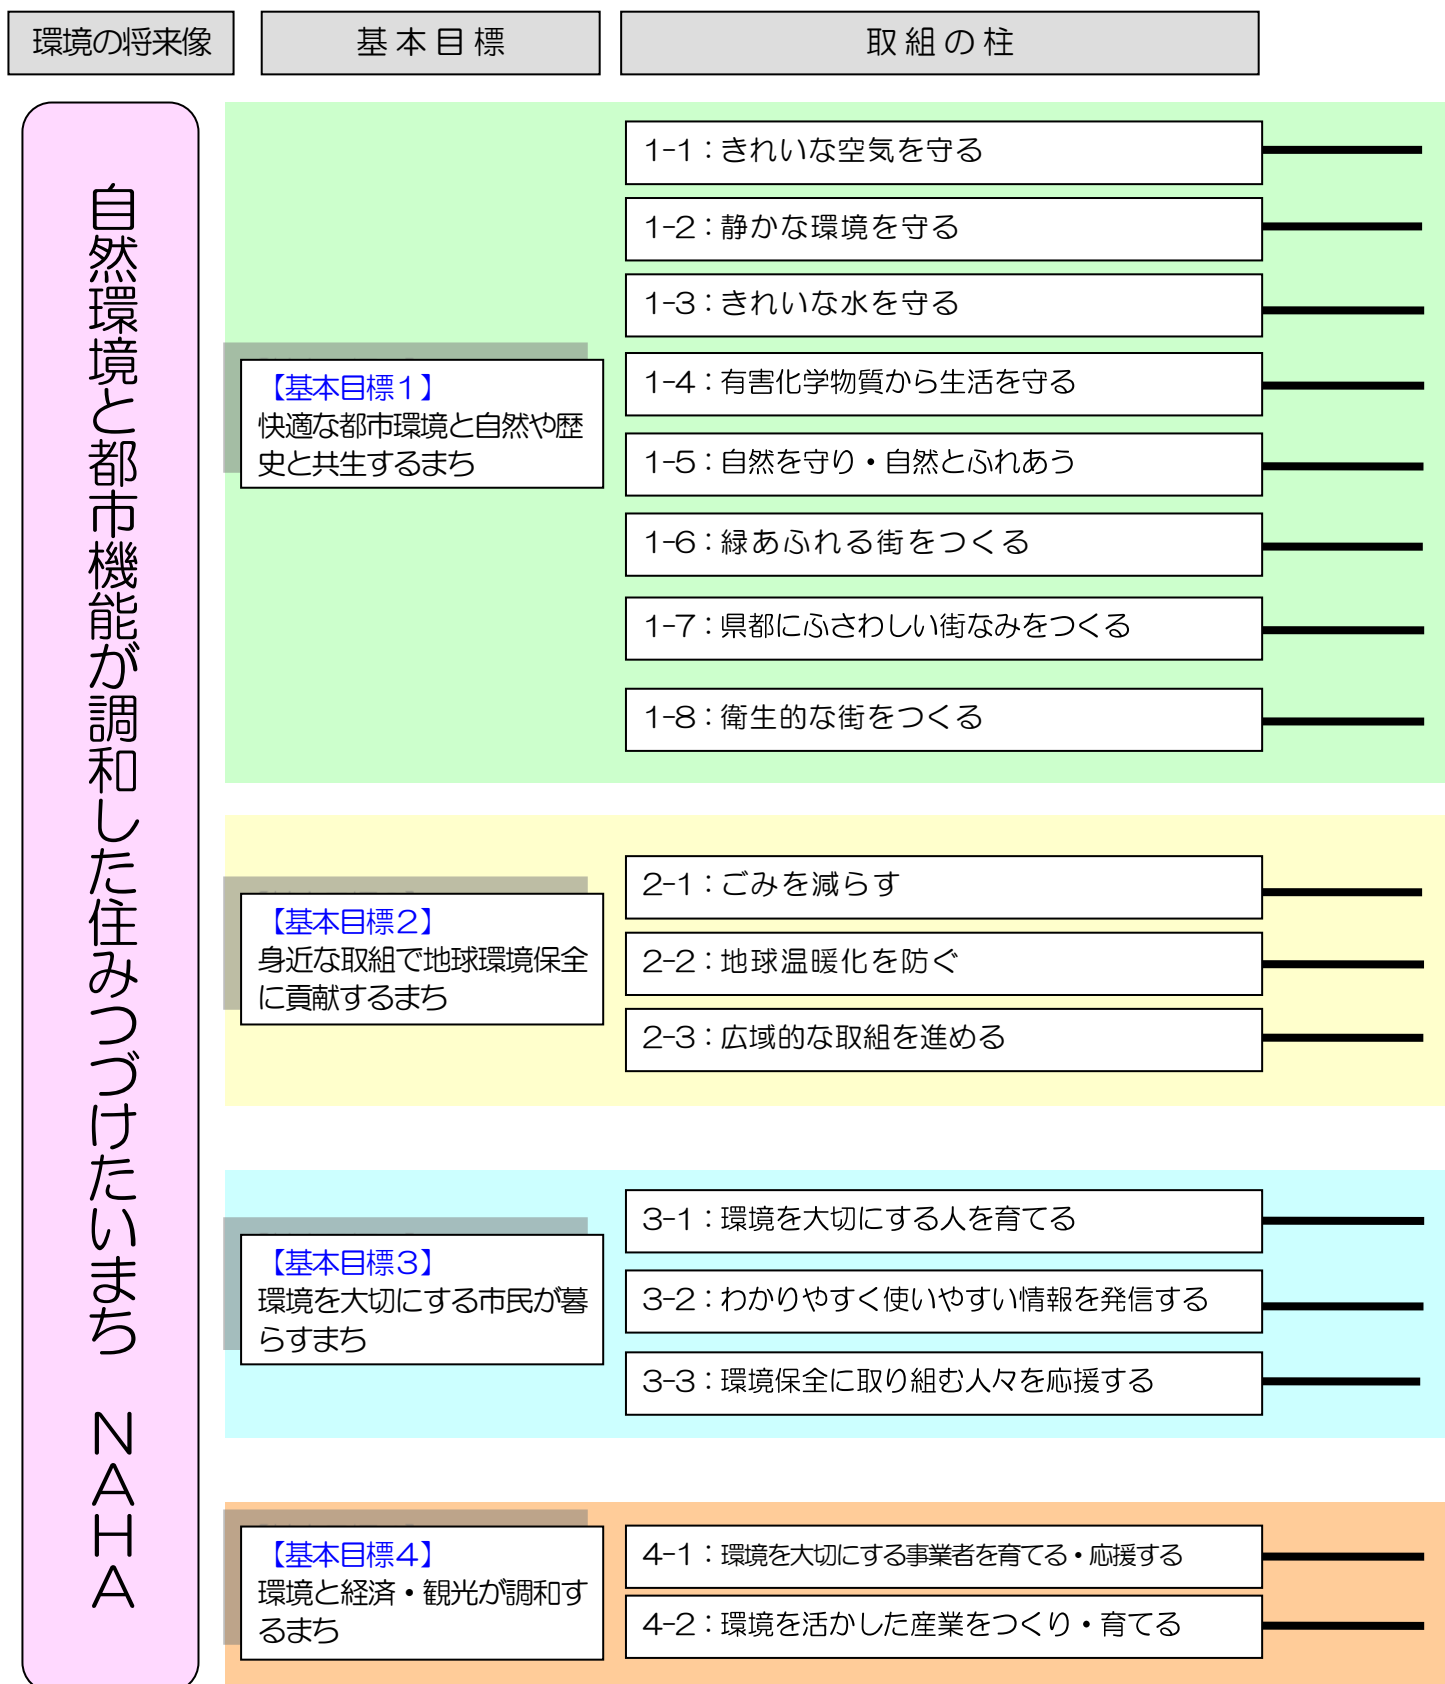 環境の将来像
基本目標
取組の柱
自然環境と都市機能が調和した住みつづけたいまち　ＮＡＨＡ
【基本目標１】
快適な都市環境と自然や歴
史と共生するまち
1-1：きれいな空気を守る
1-2：静かな環境を守る
1-3：きれいな水を守る
1-4：有害化学物質から生活を守る
1-5：自然を守り・自然とふれあう
1-6：緑あふれる街をつくる
1-7：県都にふさわしい街なみをつくる
1-8：衛生的な街をつくる
【基本目標２】
身近な取組で地球環境保全
に貢献するまち
2-1：ごみを減らす
2-2：地球温暖化を防ぐ
2-3：広域的な取組を進める
【基本目標３】
環境を大切にする市民が暮
らすまち
3-1：環境を大切にする人を育てる
3-2：わかりやすく使いやすい情報を発信する
3-3：環境保全に取り組む人々を応援する
【基本目標４】
環境と経済・観光が調和す
るまち
4-1：環境を大切にする事業者を育てる・応援する
4-2：環境を活かした産業をつくり・育てる